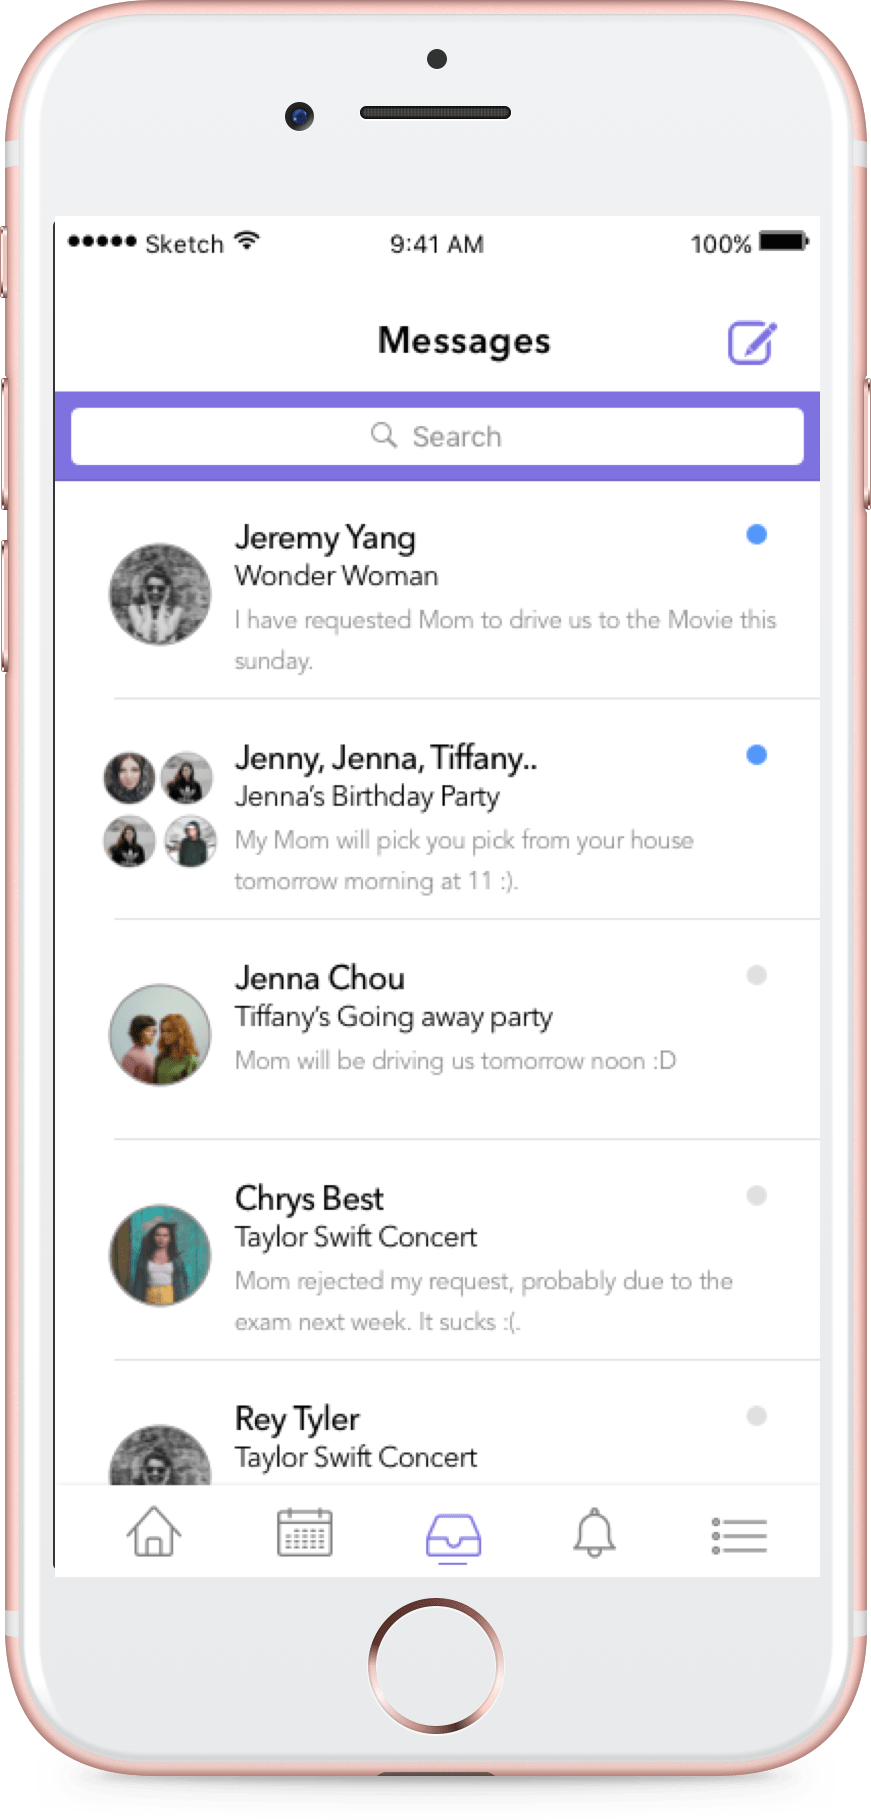 Sketch 9:41 AM 100%
Messages
Search
Jeremy Yang
Wonder Woman
I have requested Mom to drive us to the Movie this
sunday.
Jenny, Jenna, Tiffany..
Jenna's Birthday Party
My Mom will pick you pick from your house
tomorrow morning at 11 :).
Jenna Chou
Tiffany's Going away party
Mom will be driving us tomorrow noon :D
Chrys Best
Taylor Swift Concert
Mom rejected my request, probably due to the
exam next week. It sucks :(.
Rey Tyler
Taylor Swift Concert